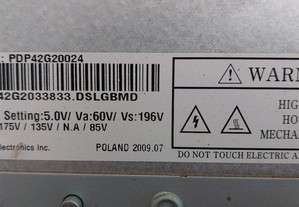 : PDP42G20024
42G2033833.DSLGBMD
Setting:5.0V/ Va:60V/ Vs:196V
175V/ 135V/ N.A / 85V
lectronics Inc. POLAND 2009.07
WARN
HIG
HO
MECHAN
DO NOT TOUCH ELECTRIC A